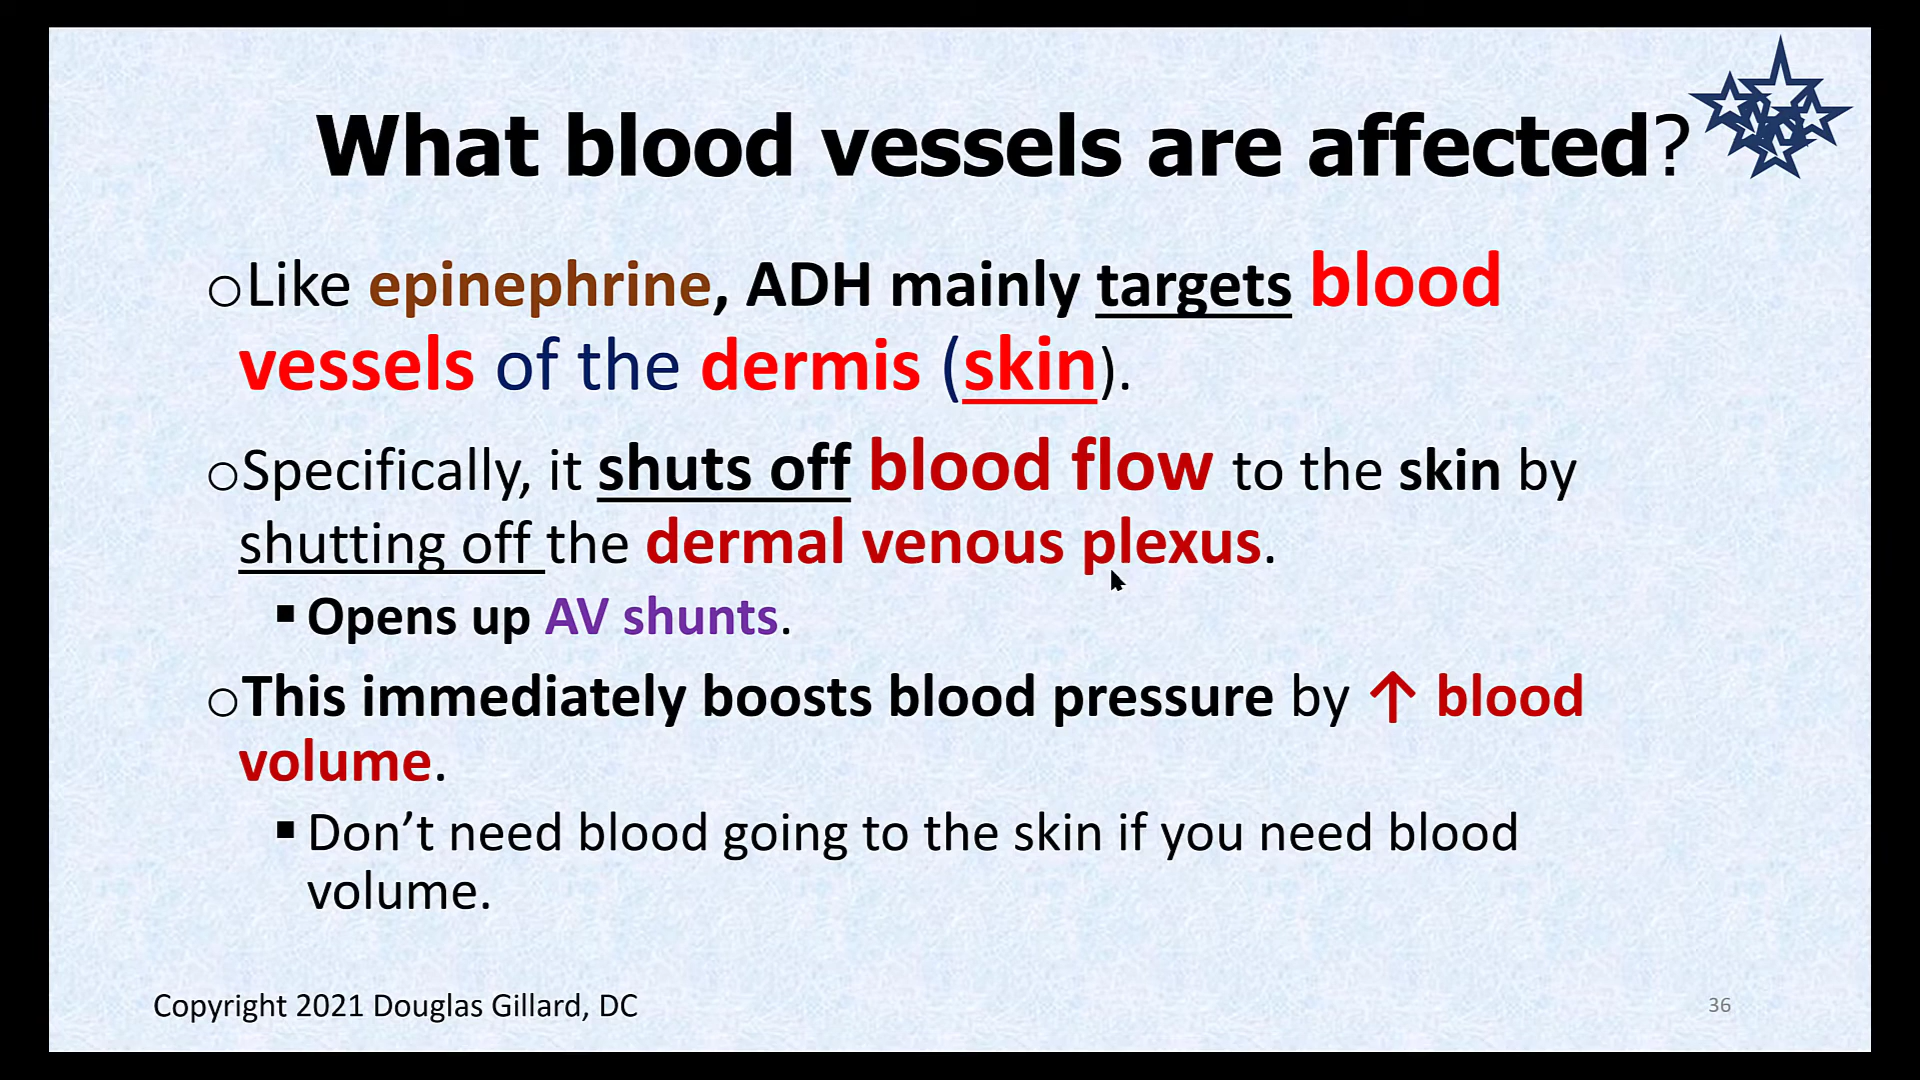 What blood vessels are affected?
oLike epinephrine, ADH mainly targets blood
vessels of the dermis (skin).
oSpecifically, it shuts off blood flow to the skin by
shutting off the dermal venous plexus.
▪Opens up AV shunts.
oThis immediately boosts blood pressure by ↑ blood
volume.
▪Don’t need blood going to the skin if you need blood
volume.
Copyright 2021 Douglas Gillard, DC
36